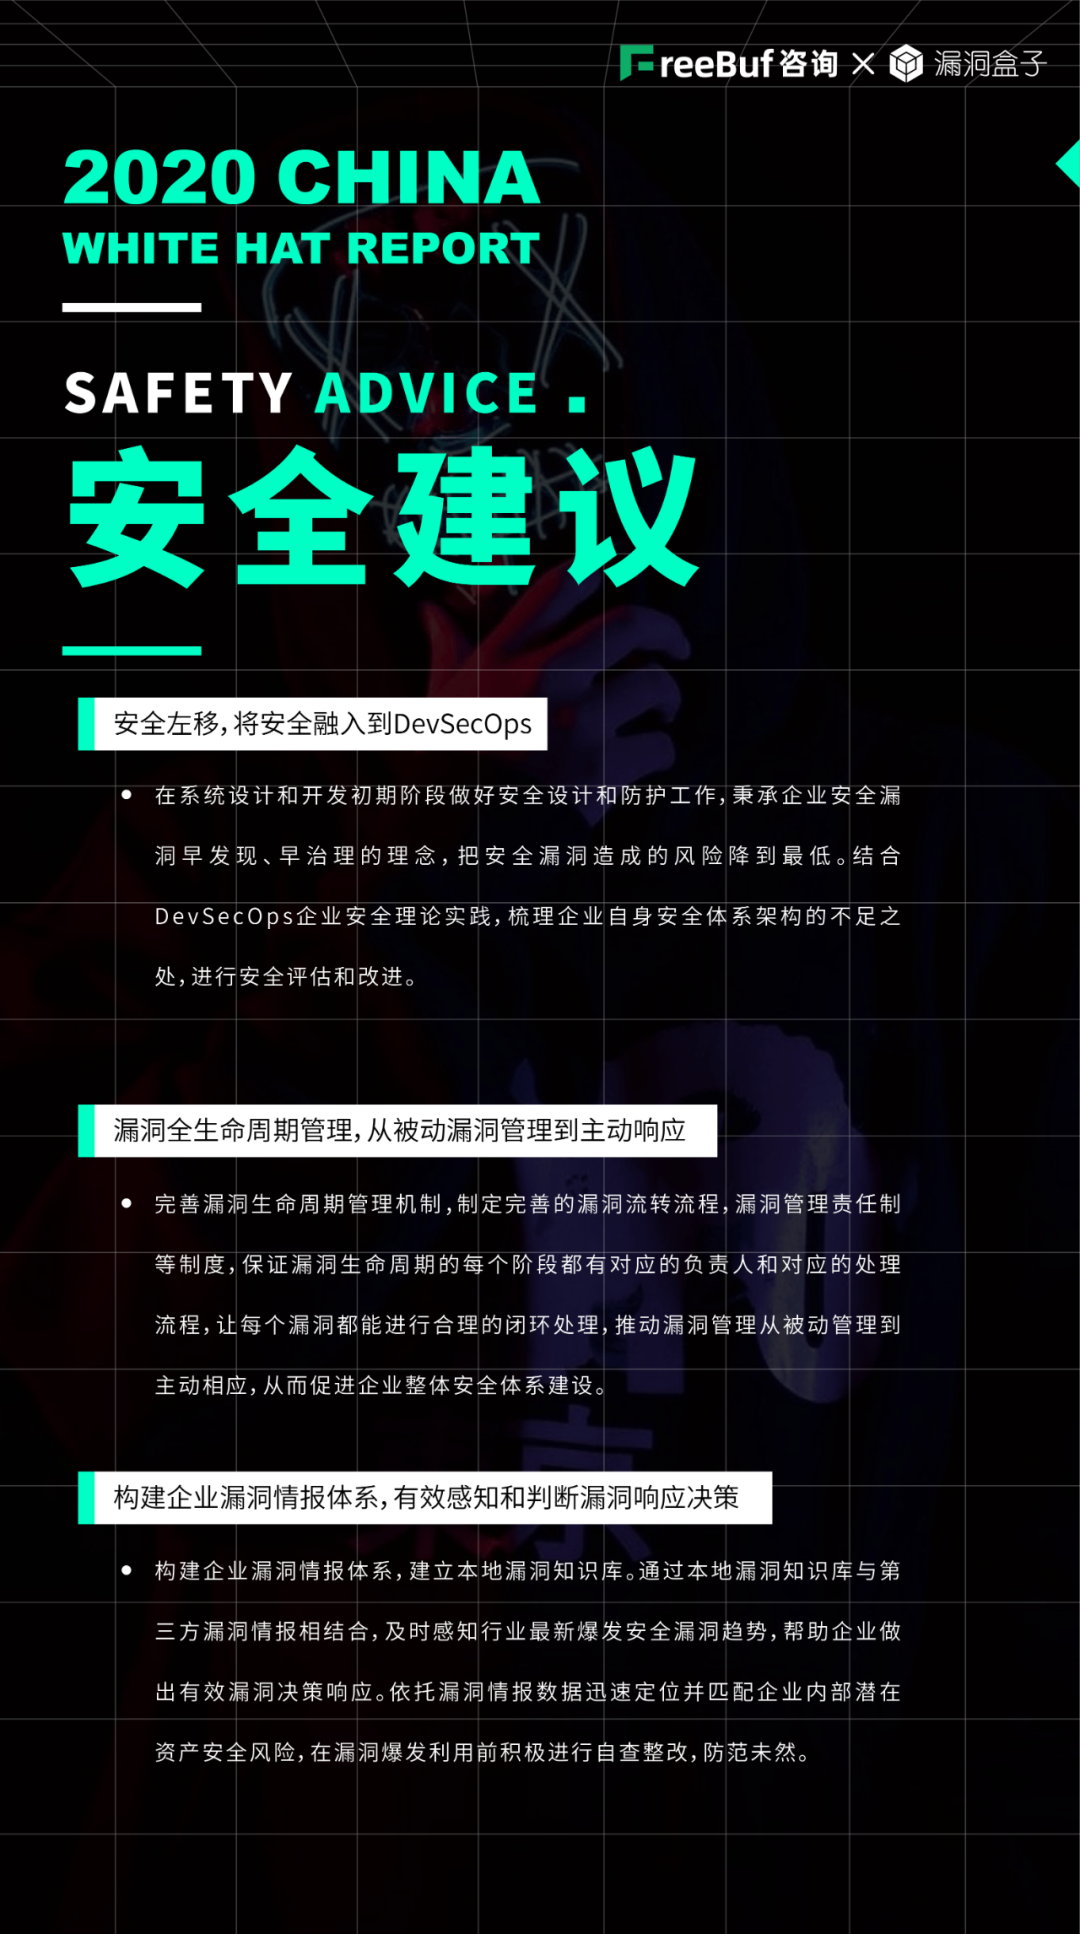 FreeBuf咨询 × 漏洞盒子
2020 CHINA
WHITE HAT REPORT
SAFETY ADVICE .
安全建议
安全左移，将安全融入到DevSecOps
在系统设计和开发初期阶段做好安全设计和防护工作，秉承企业安全漏
洞早发现、早治理的理念，把安全漏洞造成的风险降到最低。结合
DevSecOps企业安全理论实践，梳理企业自身安全体系架构的不足之
处，进行安全评估和改进。
漏洞全生命周期管理，从被动漏洞管理到主动响应
完善漏洞生命周期管理机制，制定完善的漏洞流转流程，漏洞管理责任制
等制度，保证漏洞生命周期的每个阶段都有对应的负责人和对应的处理
流程，让每个漏洞都能进行合理的闭环处理，推动漏洞管理从被动管理到
主动相应，从而促进企业整体安全体系建设。
构建企业漏洞情报体系，有效感知和判断漏洞响应决策
构建企业漏洞情报体系，建立本地漏洞知识库。通过本地漏洞知识库与第
三方漏洞情报相结合，及时感知行业最新爆发安全漏洞趋势，帮助企业做
出有效漏洞决策响应。依托漏洞情报数据迅速定位并匹配企业内部潜在
资产安全风险，在漏洞爆发利用前积极进行自查整改，防范未然。